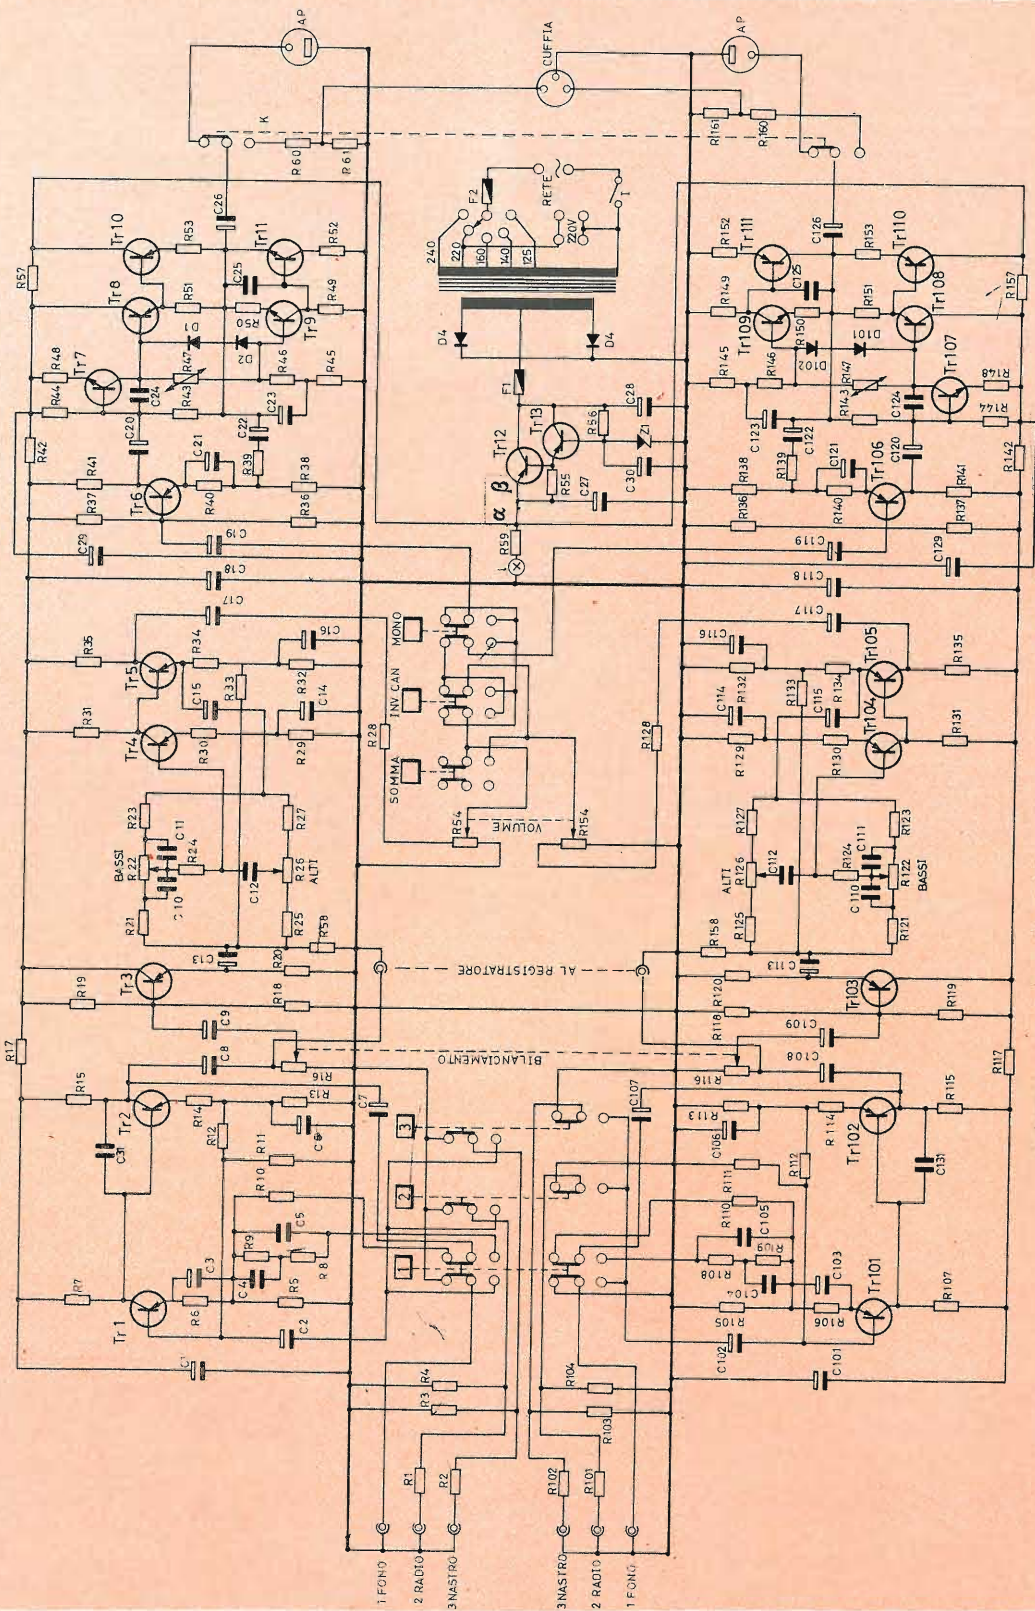 AP
CUFFIA
AP
K
R60
R61
R161
R160
C26
Tr10
R53
Tr11
R52
R57
Tr8
R51
C25
R50
Tr9
R49
D1
D2
Tr7
R48
R44
R47
R43
R46
R45
C24
C20
C23
C22
R42
R41
R37
Tr6
C21
R40
R39
R38
R36
C29
C19
C18
C17
240
220
160
140
125
F2
RETE
220V
I
D4
D4
F1
Tr12
Tr13
α β
R55
R56
C28
Z1
C30
C27
R59
L
R152
Tr111
C126
R153
Tr110
R149
C125
R151
Tr109
R150
Tr108
R157
D101
D102
R145
R146
R147
R143
C124
Tr107
R148
R144
C123
C122
C120
R142
R138
R139
C121
R136
R140
Tr106
R141
R137
C119
C129
C118
C117
R35
Tr5
R34
C16
R33
R32
C15
R31
Tr4
R30
C14
R29
MONO
INV CAN
SOMMA
R28
R128
R54
VOLUME
R154
C116
R132
R133
R134
Tr105
R135
C115
C114
R129
R130
Tr104
R131
R23
BASSI
R22
C11
R24
C10
R21
R27
C12
R26
ALTI
R25
R58
C13
R127
ALTI
R126
C112
R125
R158
R123
C111
R124
R122
C110
BASSI
R121
C113
R19
Tr3
R20
R18
C9
C8
R17
AL REGISTRATORE
BILANCIAMENTO
R120
R118
Tr103
R119
C109
C108
R117
R15
Tr2
C31
R14
R13
R12
C6
R11
R10
R16
C7
R116
C107
R113
C106
R114
Tr102
R115
R112
C131
R111
R110
3
2
1
C5
R9
R8
C4
C3
R7
Tr1
R6
R5
C2
C1
C105
R109
R108
C104
C103
R105
R106
Tr101
R107
C102
C101
R4
R3
R104
R103
R1
R2
R102
R101
1 FONO
2 RADIO
3 NASTRO
3 NASTRO
2 RADIO
1 FONO